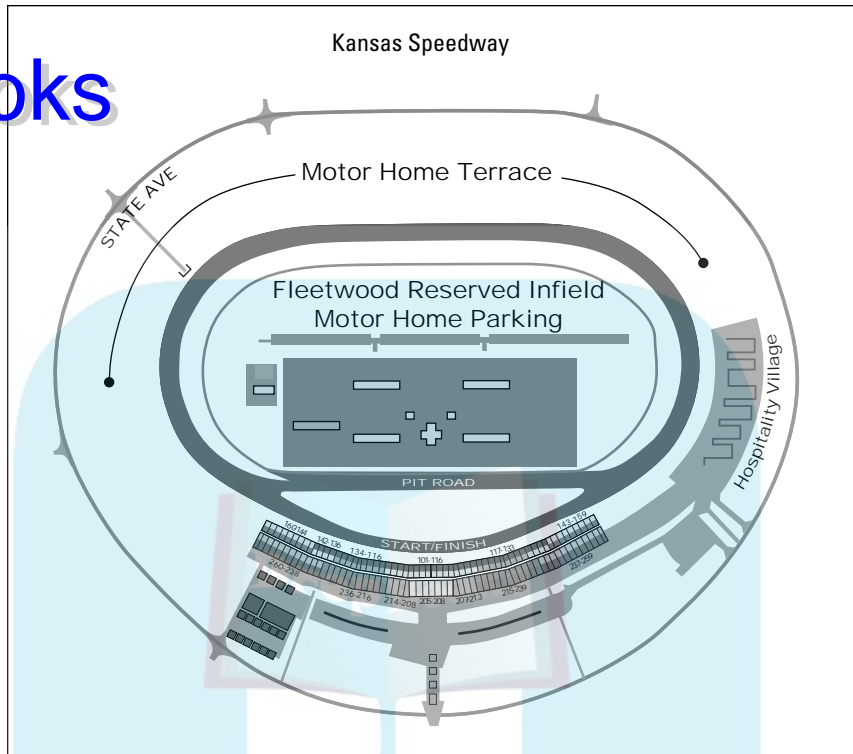 Kansas Speedway
oks
Motor Home Terrace
STATE AVE
Fleetwood Reserved Infield
Motor Home Parking
Hospitality Village
PIT ROAD
START/FINISH
160-144
142-136
134-116
101-116
117-133
143-159
260-238
236-216
214-208
205-208
207-213
215-239
237-259